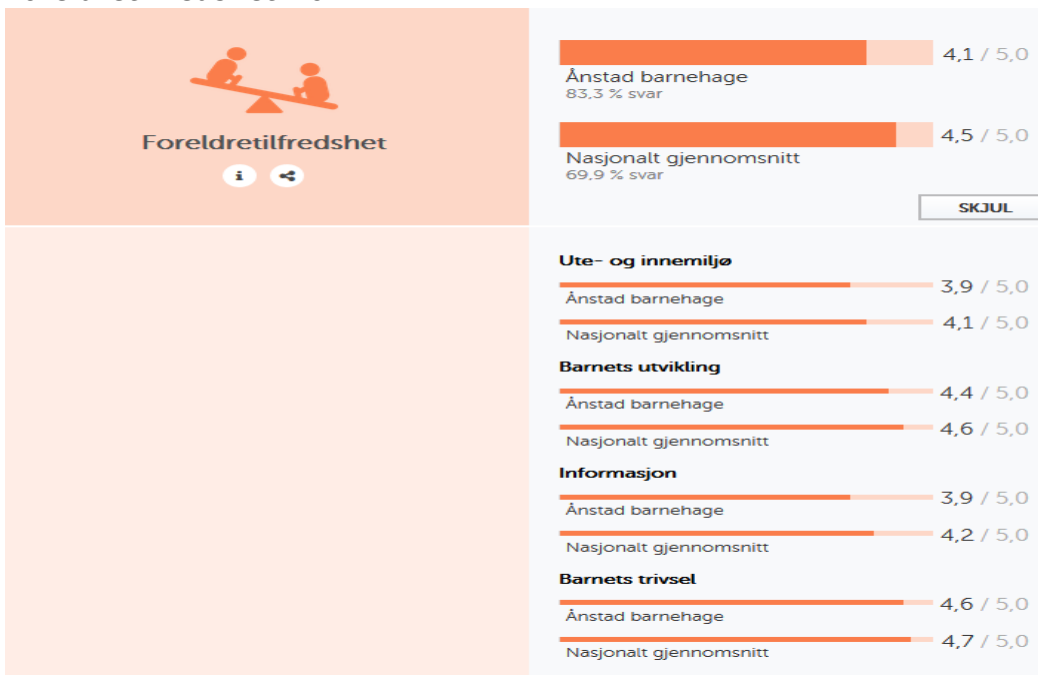 Foreldretilfredshet
4,1 / 5,0
Ånstad barnehage
83,3 % svar
4,5 / 5,0
Nasjonalt gjennomsnitt
69,9 % svar
SKJUL
Ute- og innemiljø
3,9 / 5,0
Ånstad barnehage
4,1 / 5,0
Nasjonalt gjennomsnitt
Barnets utvikling
4,4 / 5,0
Ånstad barnehage
4,6 / 5,0
Nasjonalt gjennomsnitt
Informasjon
3,9 / 5,0
Ånstad barnehage
4,2 / 5,0
Nasjonalt gjennomsnitt
Barnets trivsel
4,6 / 5,0
Ånstad barnehage
4,7 / 5,0
Nasjonalt gjennomsnitt